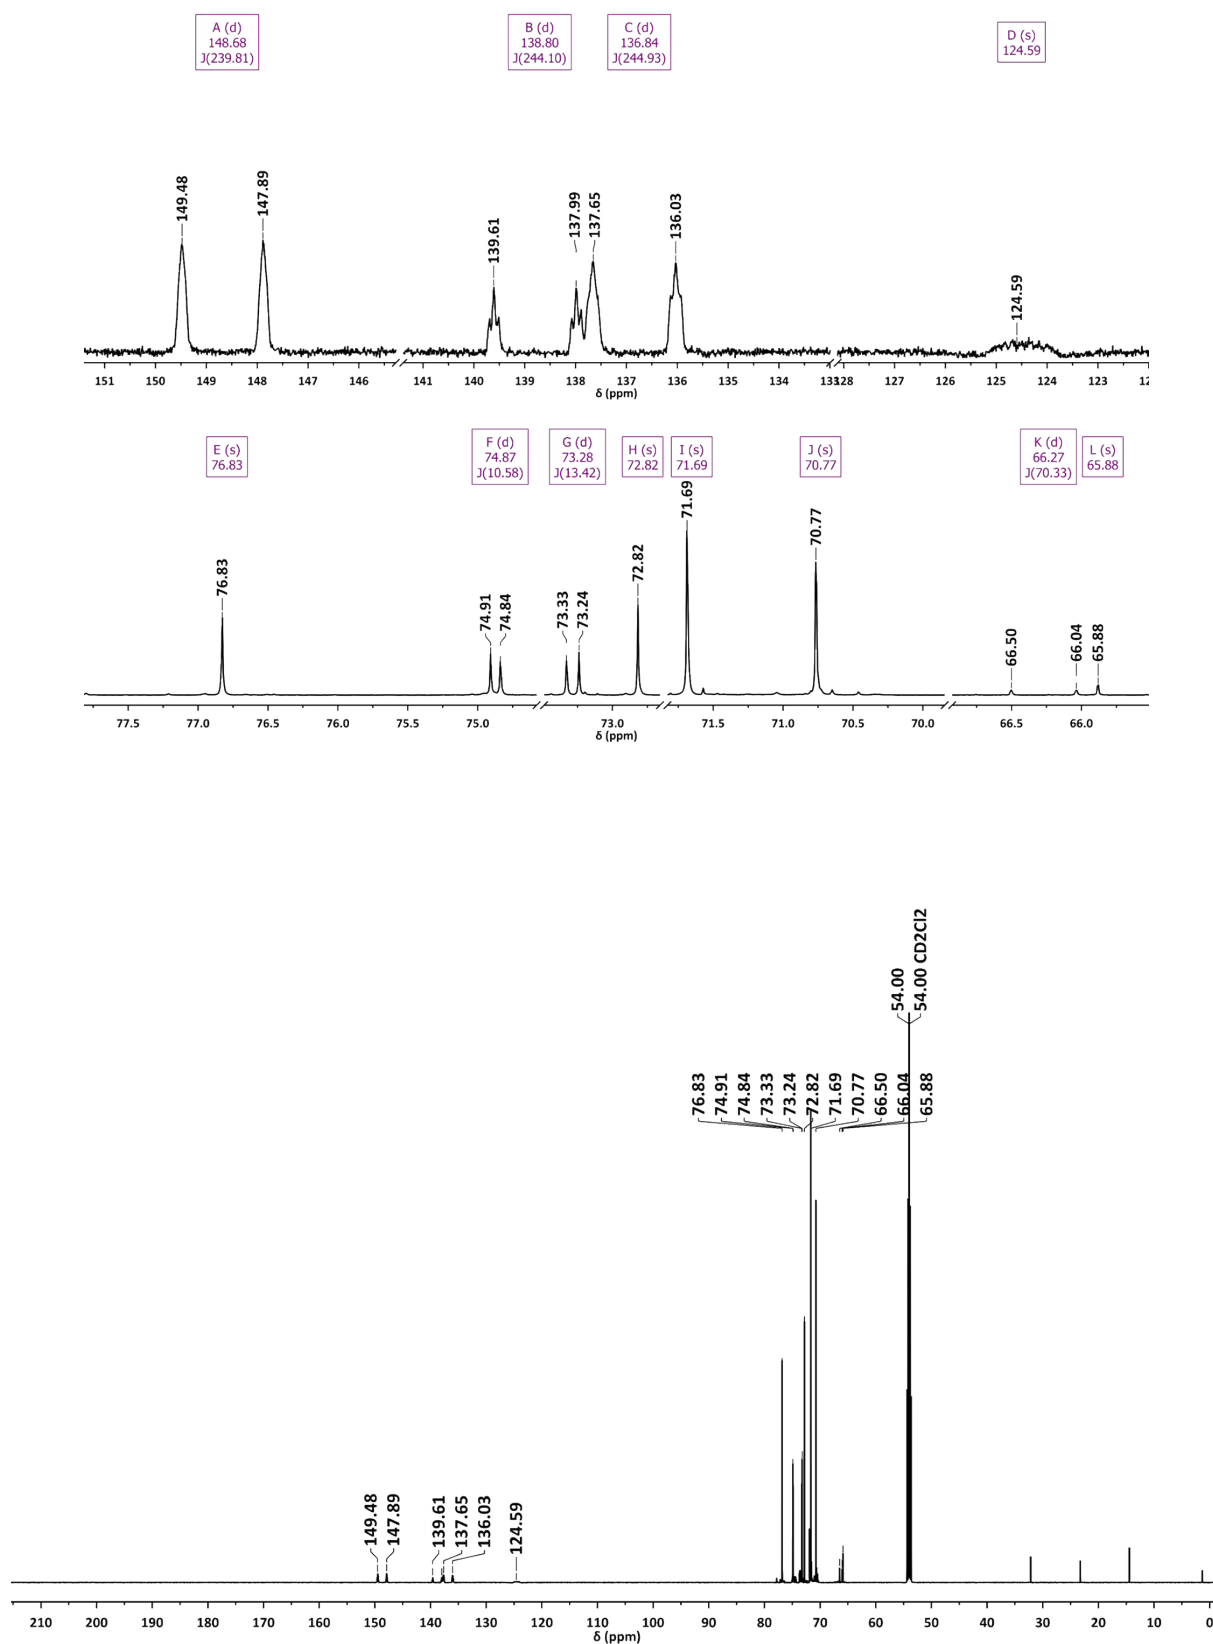 A (d)
148.68
J(239.81)
B (d)
138.80
J(244.10)
C (d)
136.84
J(244.93)
D (s)
124.59
149.48
147.89
139.61
137.99
137.65
136.03
124.59
151 150 149 148 147 146 141 140 139 138 137 136 135 134 133 128 127 126 125 124 123 12
δ (ppm)
E (s)
76.83
F (d)
74.87
J(10.58)
G (d)
73.28
J(13.42)
H (s)
72.82
I (s)
71.69
J (s)
70.77
K (d)
66.27
J(70.33)
L (s)
65.88
76.83
74.91
74.84
73.33
73.24
72.82
71.69
70.77
66.50
66.04
65.88
77.5 77.0 76.5 76.0 75.5 75.0 73.0 71.5 71.0 70.5 70.0 66.5 66.0
δ (ppm)
54.00
54.00 CD2Cl2
76.83
74.91
74.84
73.33
73.24
72.82
71.69
70.77
66.50
66.04
65.88
149.48
147.89
139.61
137.65
136.03
124.59
210 200 190 180 170 160 150 140 130 120 110 100 90 80 70 60 50 40 30 20 10 0
δ (ppm)